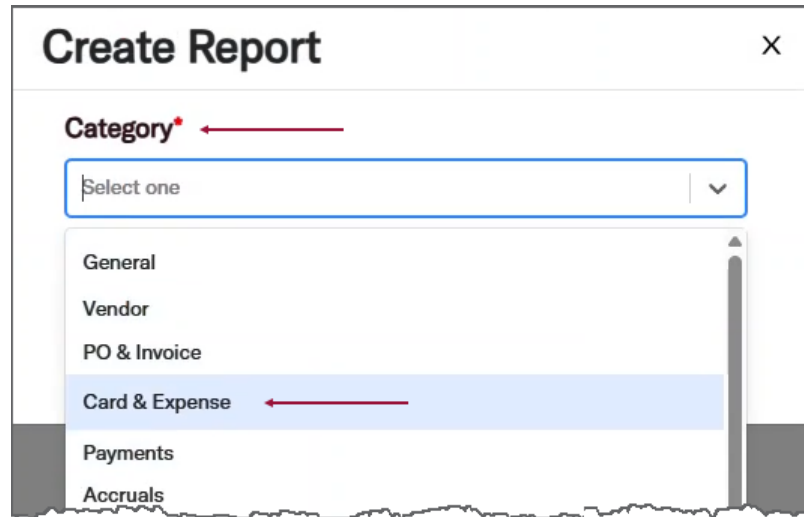 Create Report
Category*
Select one
General
Vendor
PO & Invoice
Card & Expense
Payments
Accruals